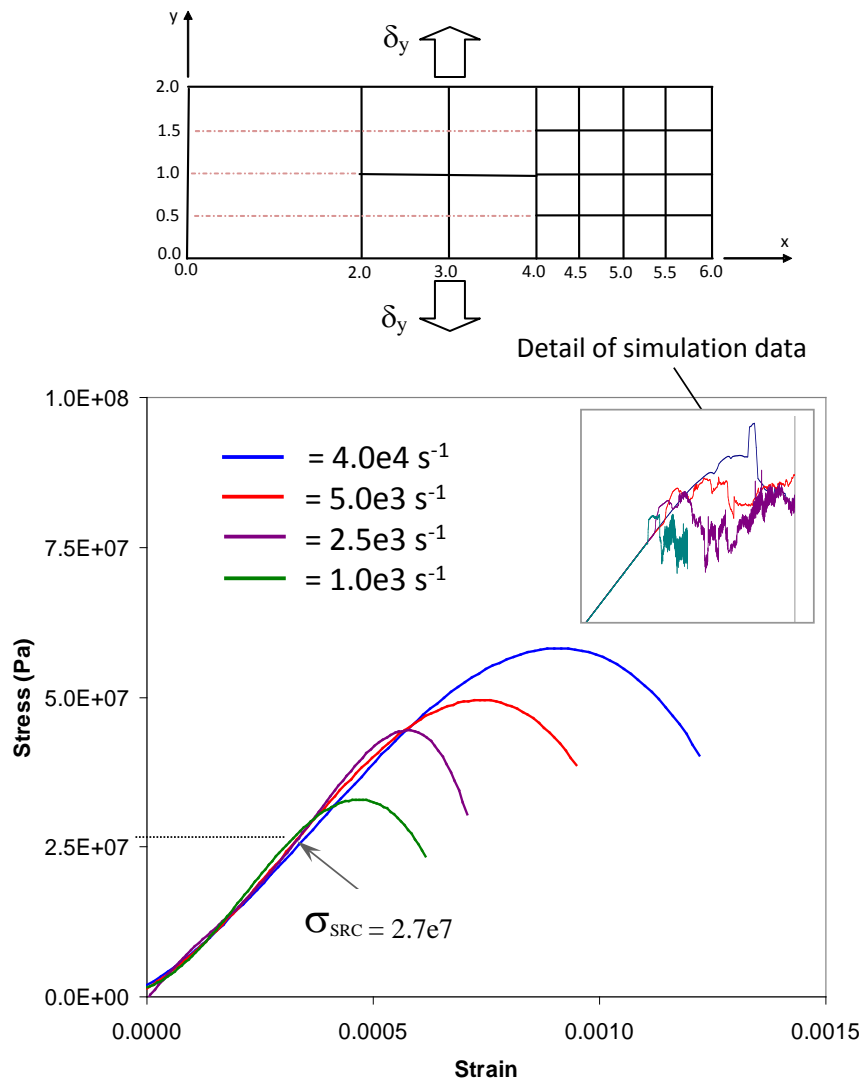 y
δy
2.0
1.5
1.0
0.5
0.0
x
0.0 2.0 3.0 4.0 4.5 5.0 5.5 6.0
δy
Detail of simulation data
1.0E+08
= 4.0e4 s-1
= 5.0e3 s-1
= 2.5e3 s-1
= 1.0e3 s-1
7.5E+07
5.0E+07
2.5E+07
0.0E+00
Stress (Pa)
σSRC = 2.7e7
0.0000 0.0005 0.0010 0.0015
Strain